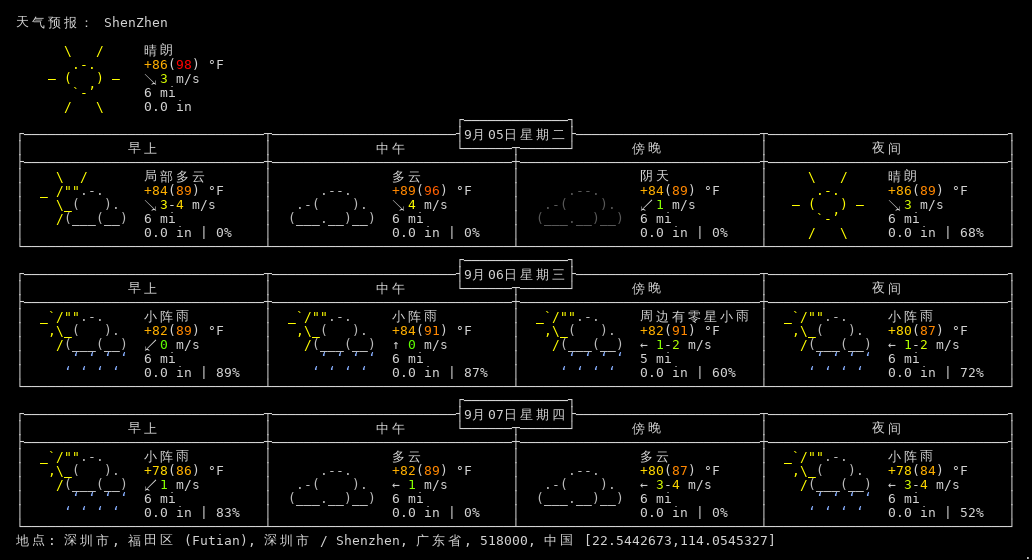 天气预报： ShenZhen
晴朗
+86(98) °F
↘3 m/s
6 mi
0.0 in
9月05日星期二
早上 中午 傍晚 夜间
局部多云 多云 阴天 晴朗
+84(89) °F +89(96) °F +84(89) °F +86(89) °F
↘3-4 m/s ↘4 m/s ↙1 m/s ↘3 m/s
6 mi 6 mi 6 mi 6 mi
0.0 in | 0% 0.0 in | 0% 0.0 in | 0% 0.0 in | 68%
9月06日星期三
早上 中午 傍晚 夜间
小阵雨 小阵雨 周边有零星小雨 小阵雨
+82(89) °F +84(91) °F +82(91) °F +80(87) °F
↙0 m/s ↑ 0 m/s ← 1-2 m/s ← 1-2 m/s
6 mi 6 mi 5 mi 6 mi
0.0 in | 89% 0.0 in | 87% 0.0 in | 60% 0.0 in | 72%
9月07日星期四
早上 中午 傍晚 夜间
小阵雨 多云 多云 小阵雨
+78(86) °F +82(89) °F +80(87) °F +78(84) °F
↙1 m/s ← 1 m/s ← 3-4 m/s ← 3-4 m/s
6 mi 6 mi 6 mi 6 mi
0.0 in | 83% 0.0 in | 0% 0.0 in | 0% 0.0 in | 52%
地点: 深圳市, 福田区 (Futian), 深圳市 / Shenzhen, 广东省, 518000, 中国 [22.5442673,114.0545327]